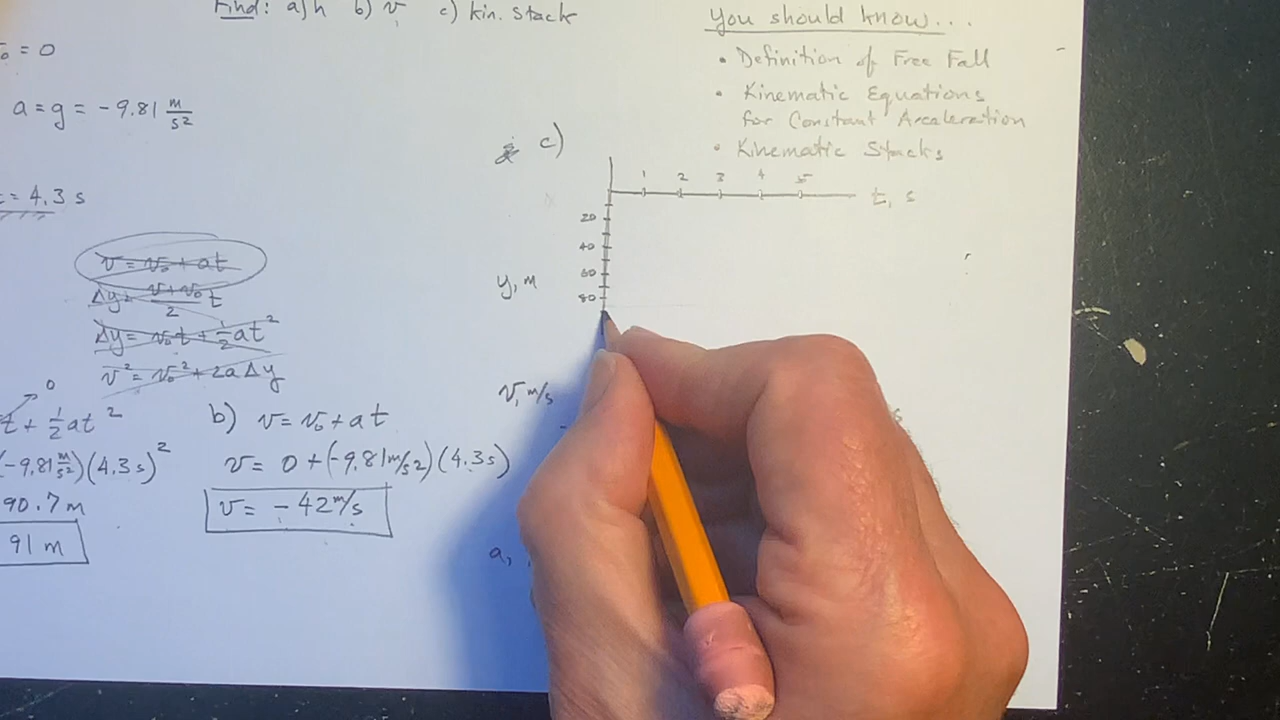 Find: a) h b) v c) kin. stack
You should know...
• Definition of Free Fall
• Kinematic Equations
for Constant Acceleration
• Kinematic Stacks
= 0
a = g = -9.81 m/s²
= 4.3 s
v = v₀ + at
Δy = (v + v₀)/2 t
Δy = v₀t + ½at²
v² = v₀² + 2aΔy
0
t + ½at²
(-9.81 m/s²)(4.3 s)²
90.7 m
91 m
b) v = v₀ + at
v = 0 + (-9.81 m/s²)(4.3 s)
v = -42 m/s
c)
1 2 3 4 5
t, s
20
40
60
80
y, m
v, m/s
a,
s